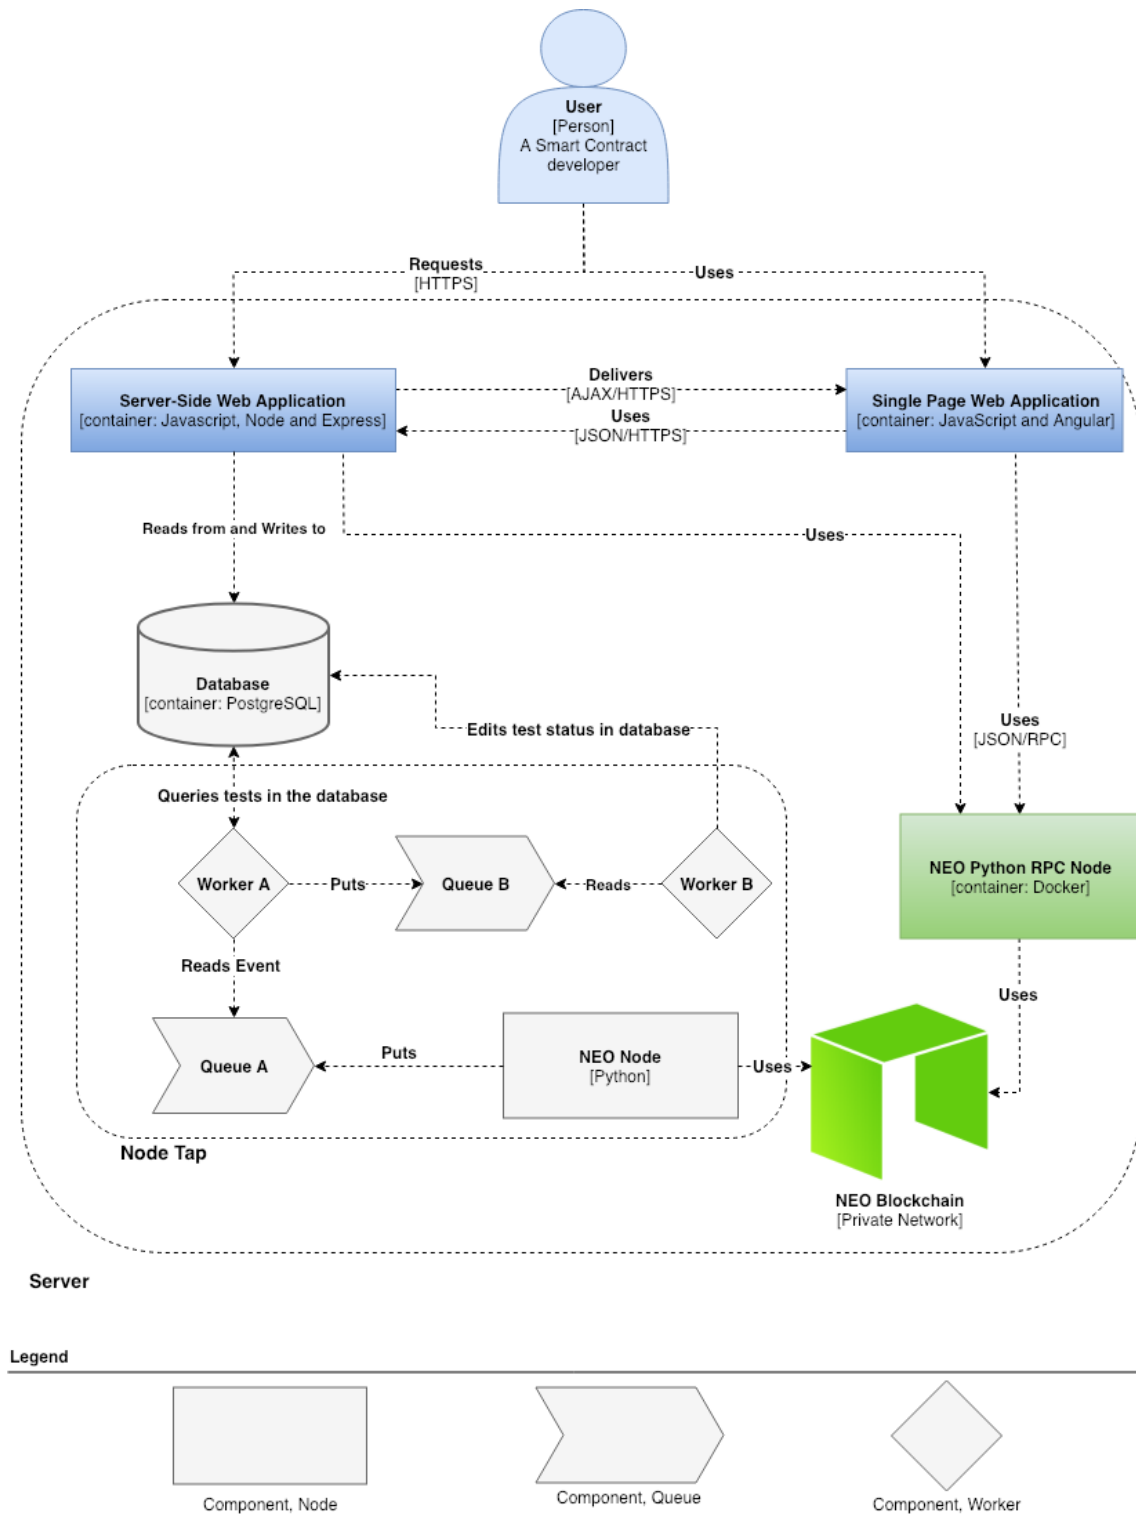 User
[Person]
A Smart Contract
developer
Requests
[HTTPS]
Uses
Server-Side Web Application
[container: Javascript, Node and Express]
Delivers
[AJAX/HTTPS]
Uses
[JSON/HTTPS]
Single Page Web Application
[container: JavaScript and Angular]
Reads from and Writes to
Uses
Database
[container: PostgreSQL]
Edits test status in database
Uses
[JSON/RPC]
Queries tests in the database
Worker A
Puts
Queue B
Reads
Worker B
NEO Python RPC Node
[container: Docker]
Reads Event
Uses
Queue A
Puts
NEO Node
[Python]
Uses
Node Tap
NEO Blockchain
[Private Network]
Server
Legend
Component, Node
Component, Queue
Component, Worker